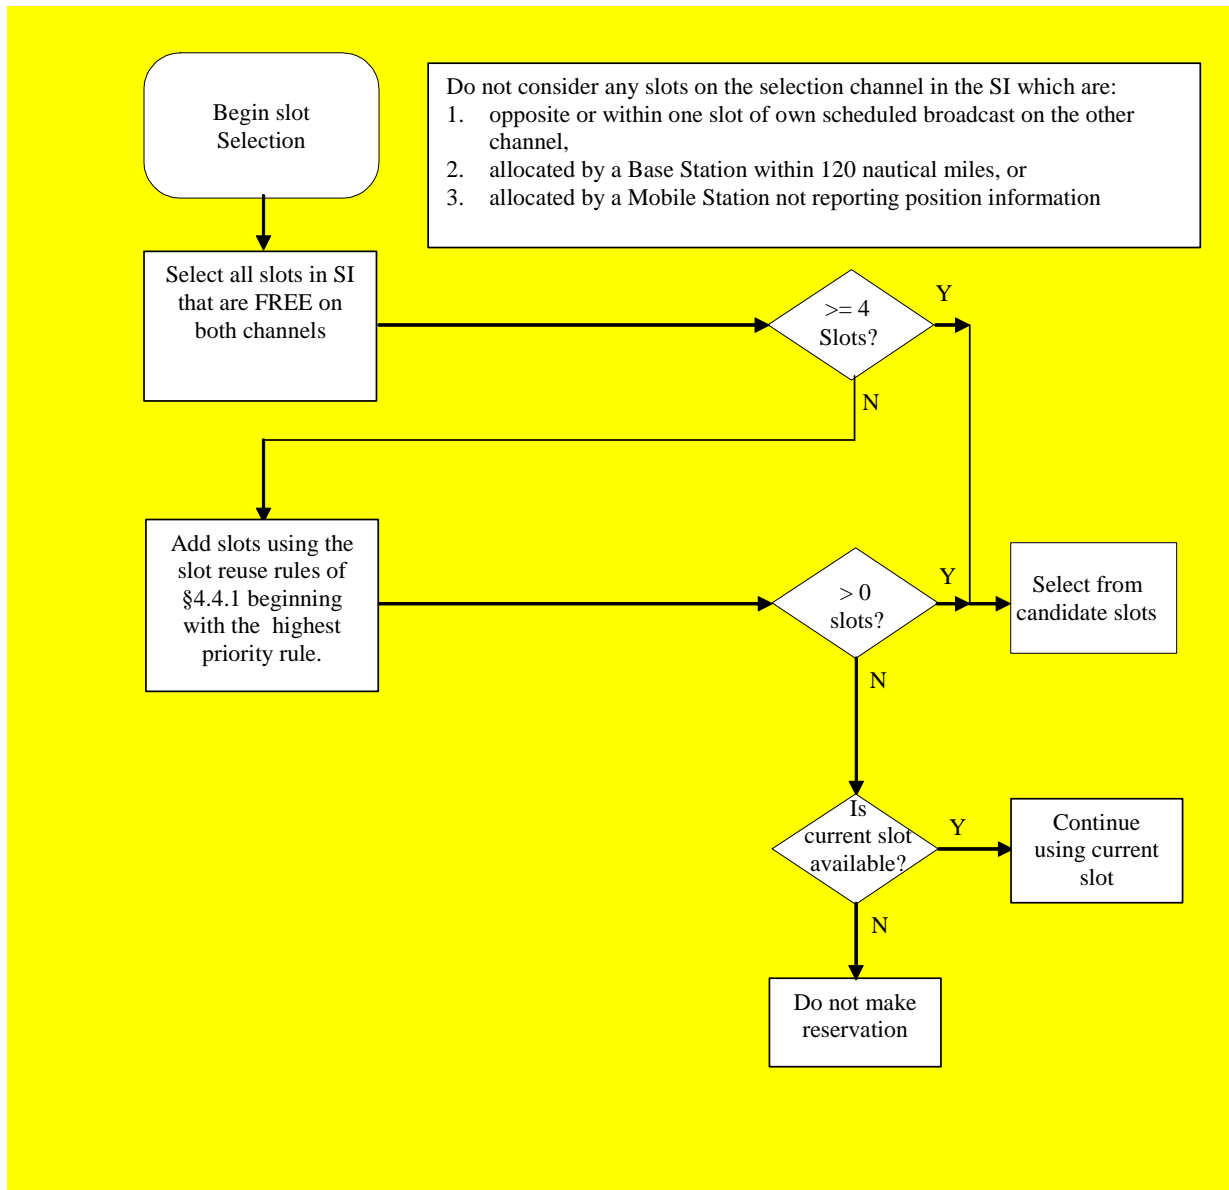 Begin slot
Selection
Do not consider any slots on the selection channel in the SI which are:
1. opposite or within one slot of own scheduled broadcast on the other
channel,
2. allocated by a Base Station within 120 nautical miles, or
3. allocated by a Mobile Station not reporting position information
Select all slots in SI
that are FREE on
both channels
>= 4
Slots?
Y
N
Add slots using the
slot reuse rules of
§4.4.1 beginning
with the highest
priority rule.
> 0
slots?
Y
Select from
candidate slots
N
Is
current slot
available?
Y
Continue
using current
slot
N
Do not make
reservation